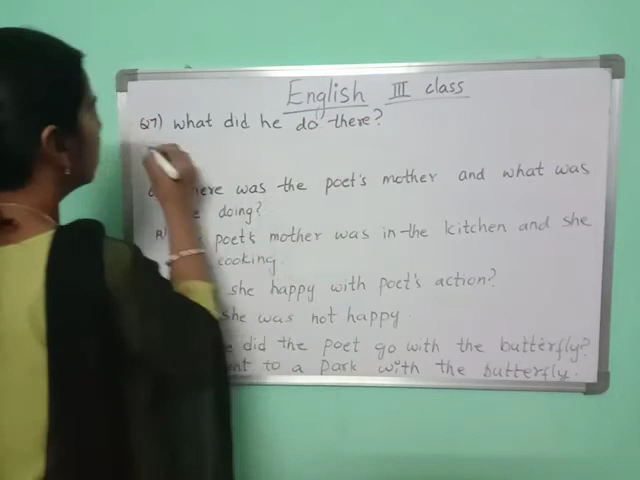 English III class
Q7) what did he do there?
here was the poet's mother and what was
e doing?
A) poet's mother was in the kitchen and she
cooking.
she happy with poet's action?
she was not happy.
e did the poet go with the butterfly?
ent to a park with the butterfly.